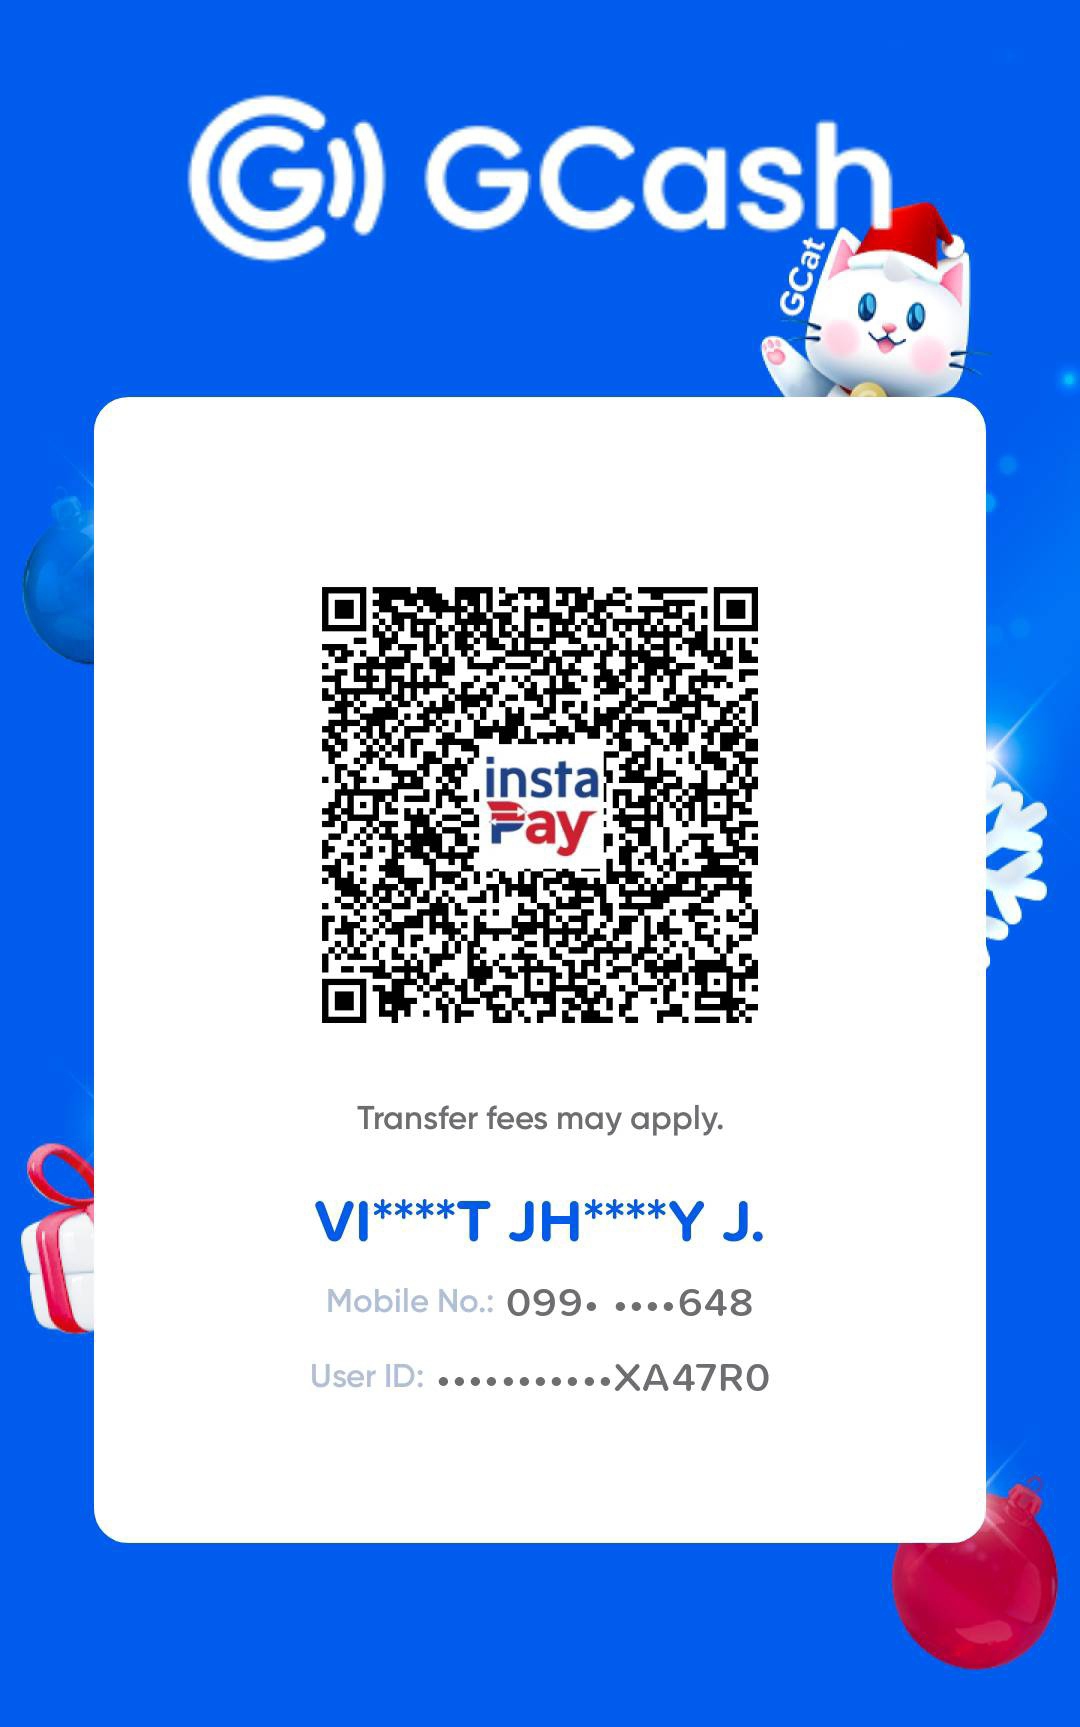 GCash
GCat
insta
Pay
Transfer fees may apply.
VI****T JH****Y J.
Mobile No.: 099• ••••648
User ID: •••••••••••XA47R0